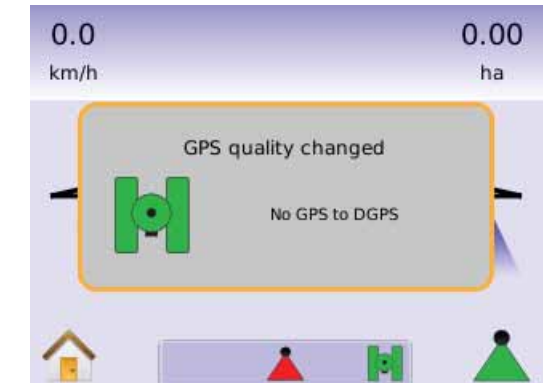 0.0
0.00
km/h
ha
GPS quality changed
No GPS to DGPS